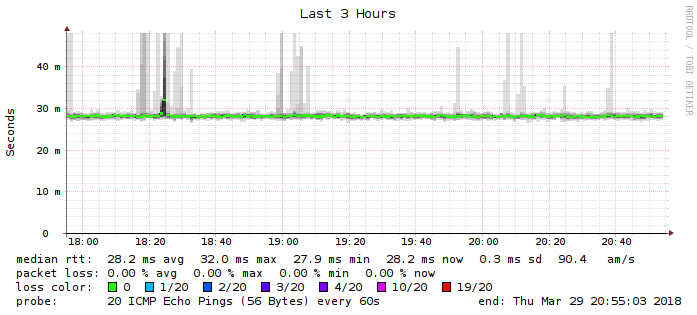 Last 3 Hours
RRDTOOL / TOBI OETIKER
Seconds
40 m
30 m
20 m
10 m
0
18:00 18:20 18:40 19:00 19:20 19:40 20:00 20:20 20:40
median rtt: 28.2 ms avg 32.0 ms max 27.9 ms min 28.2 ms now 0.3 ms sd 90.4 am/s
packet loss: 0.00 % avg 0.00 % max 0.00 % min 0.00 % now
loss color: 0 1/20 2/20 3/20 4/20 10/20 19/20
probe: 20 ICMP Echo Pings (56 Bytes) every 60s end: Thu Mar 29 20:55:03 2018